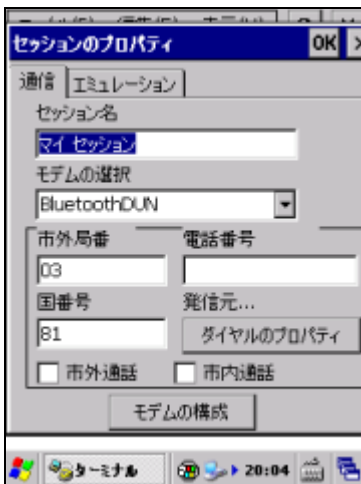 セッションのプロパティ OK ×
通信 エミュレーション
セッション名
マイ セッション
モデムの選択
BluetoothDUN
市外局番 電話番号
03
国番号 発信元...
81 ダイヤルのプロパティ
市外通話 市内通話
モデムの構成
ターミナル 20:04